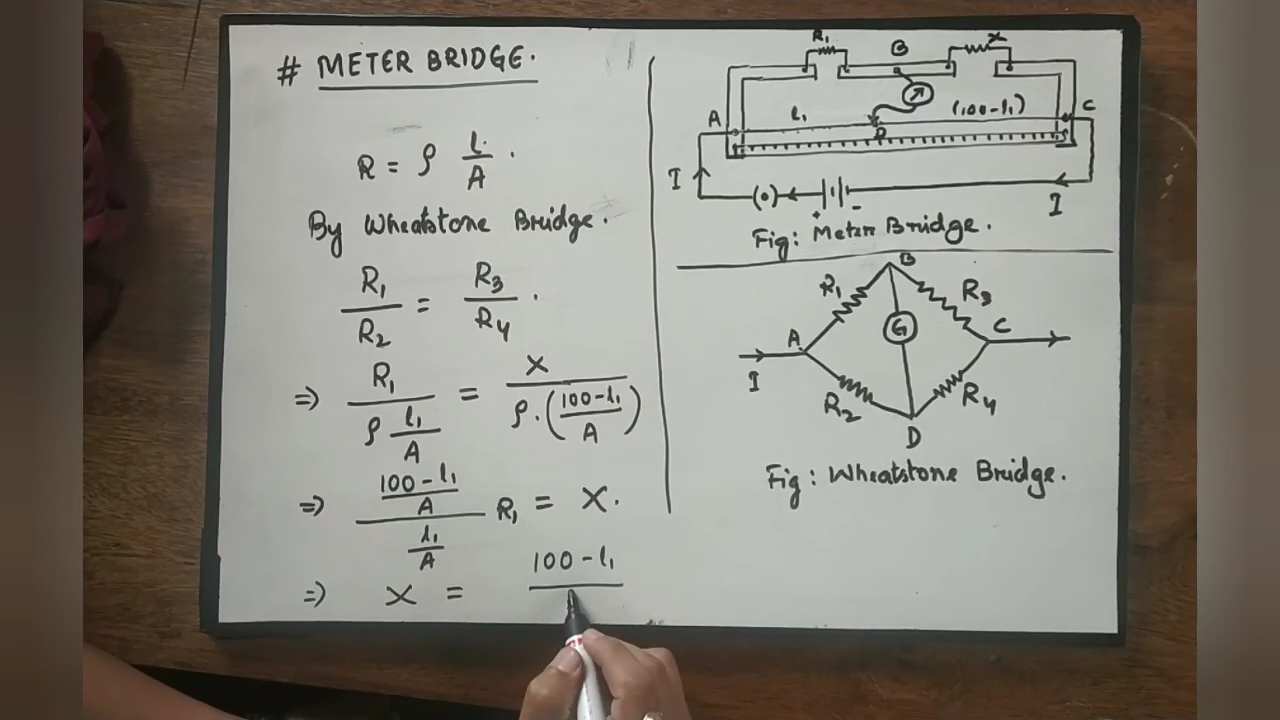 # METER BRIDGE.
R = ρ l/A .
By Wheatstone Bridge.
R₁/R₂ = R₃/R₄ .
⇒ R₁/(ρ l₁/A) = X/(ρ.((100-l₁)/A))
⇒ ((100-l₁)/A)/(l₁/A) R₁ = X.
⇒ X = 100-l₁
R₁ B X
A l₁ D (100-l₁) C
I (•) + - I
Fig: Meter Bridge.
B
R₁ R₃
A G C
I
R₂ R₄
D
Fig: Wheatstone Bridge.